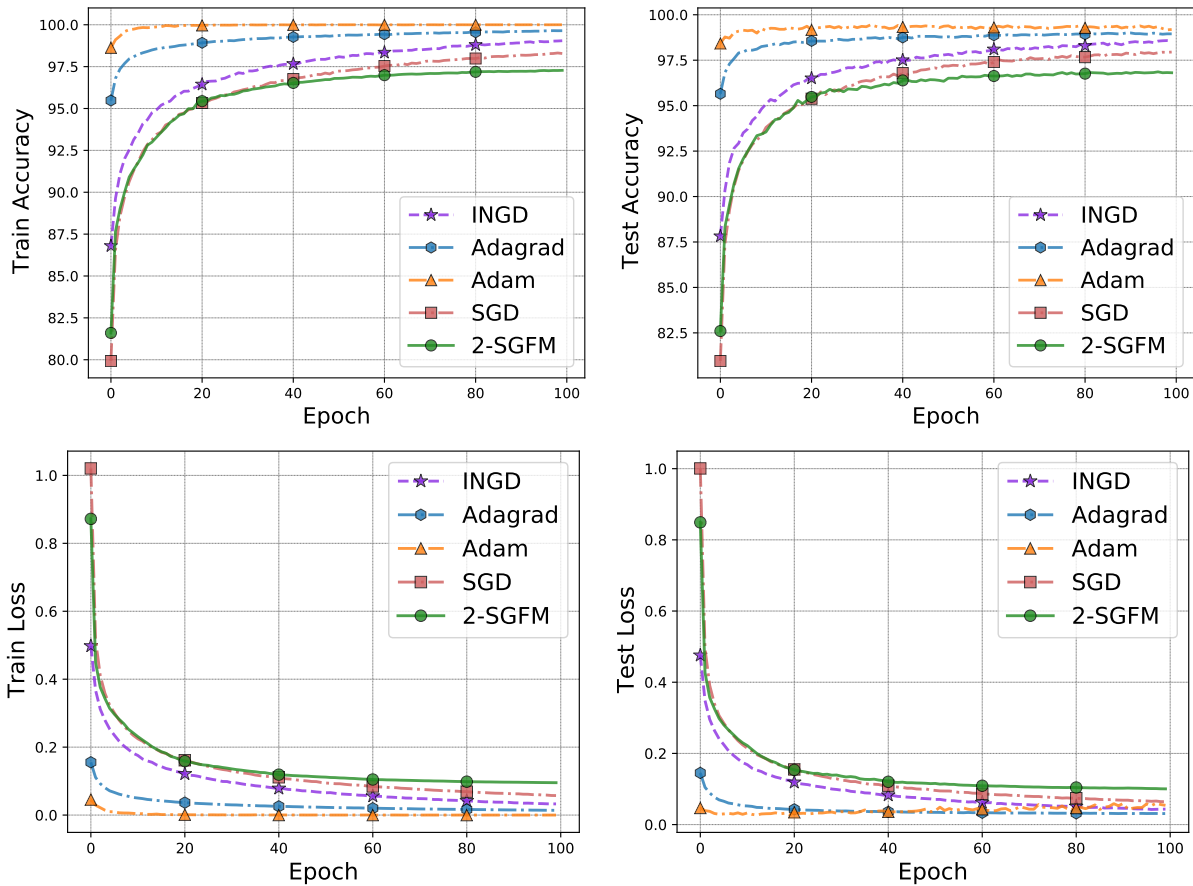 100.0
97.5
95.0
92.5
90.0
87.5
85.0
82.5
80.0
Train Accuracy
0 20 40 60 80 100
Epoch
INGD
Adagrad
Adam
SGD
2-SGFM
100.0
97.5
95.0
92.5
90.0
87.5
85.0
82.5
Test Accuracy
0 20 40 60 80 100
Epoch
INGD
Adagrad
Adam
SGD
2-SGFM
1.0
0.8
0.6
0.4
0.2
0.0
Train Loss
0 20 40 60 80 100
Epoch
INGD
Adagrad
Adam
SGD
2-SGFM
1.0
0.8
0.6
0.4
0.2
0.0
Test Loss
0 20 40 60 80 100
Epoch
INGD
Adagrad
Adam
SGD
2-SGFM